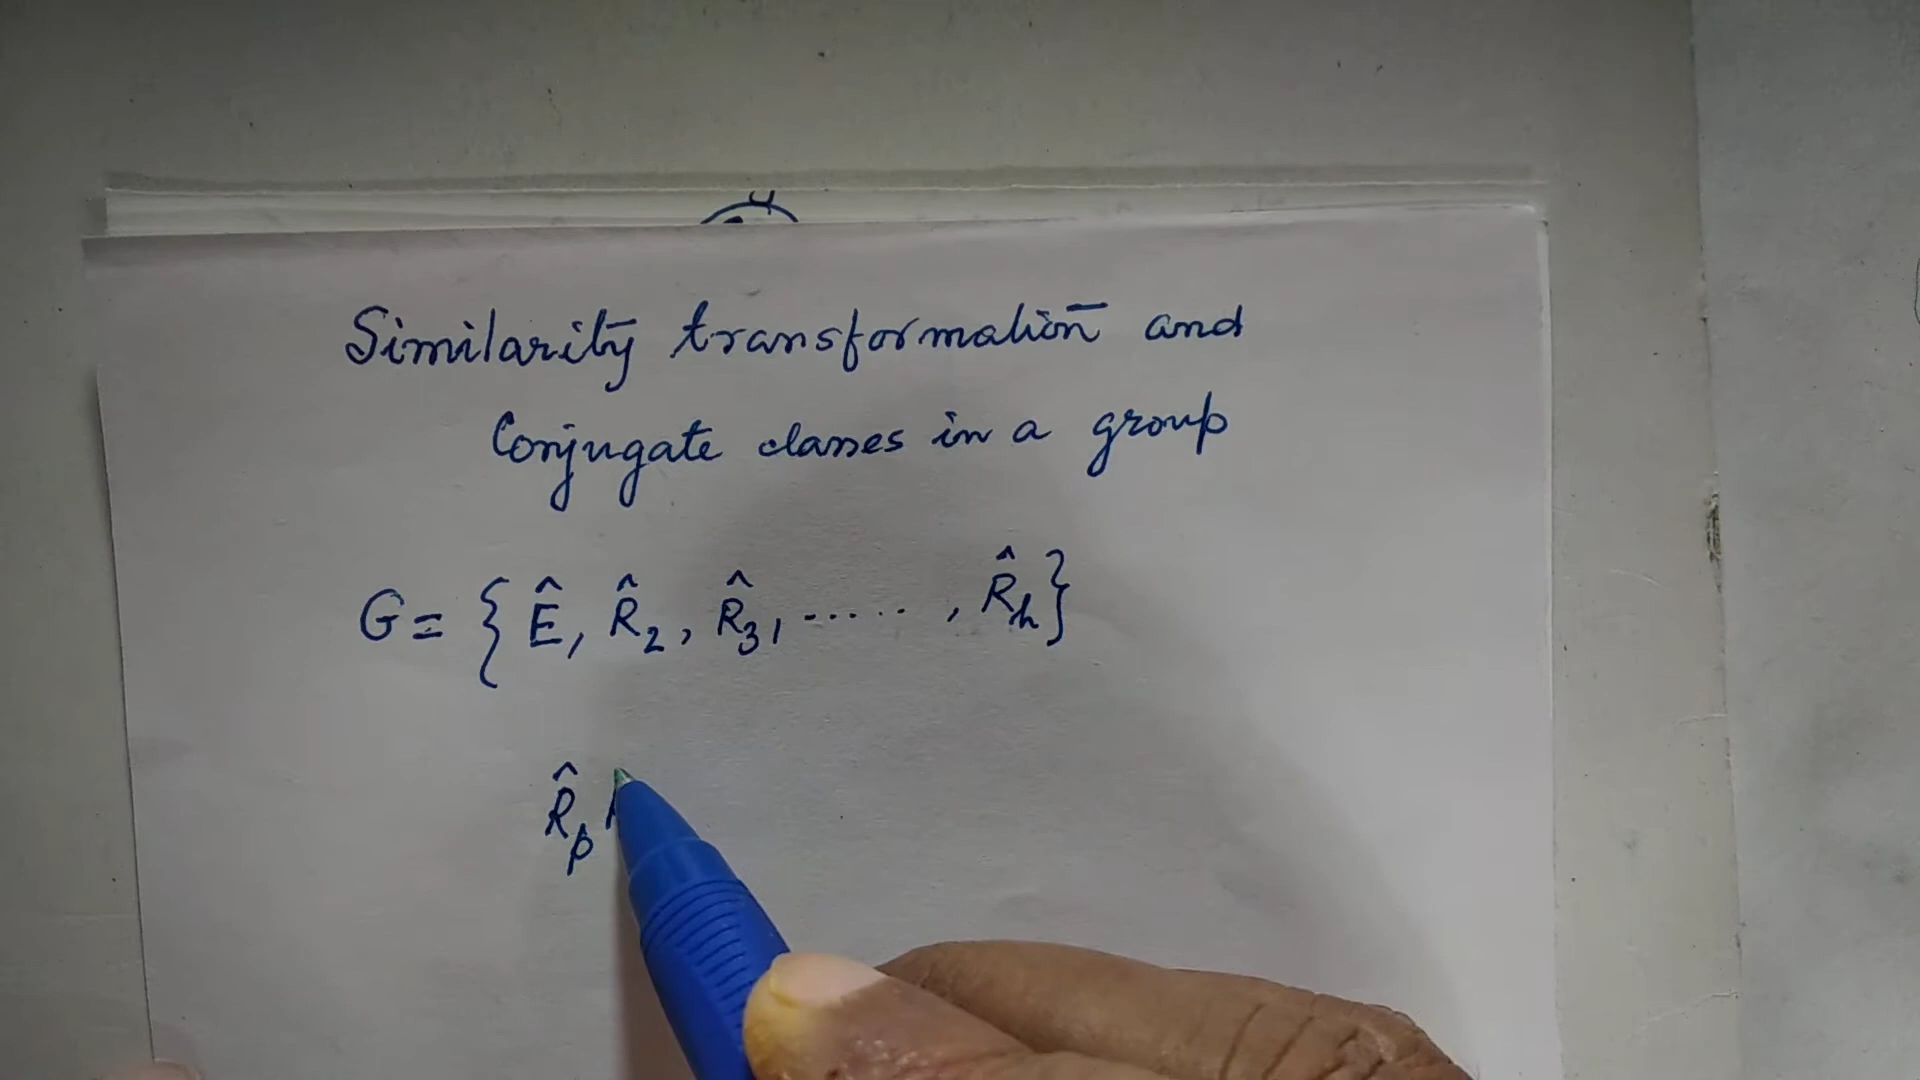 Similarity transformation and
Conjugate classes in a group
G = { Ê, R̂₂, R̂₃, ..... , R̂ₕ}
R̂ₚ